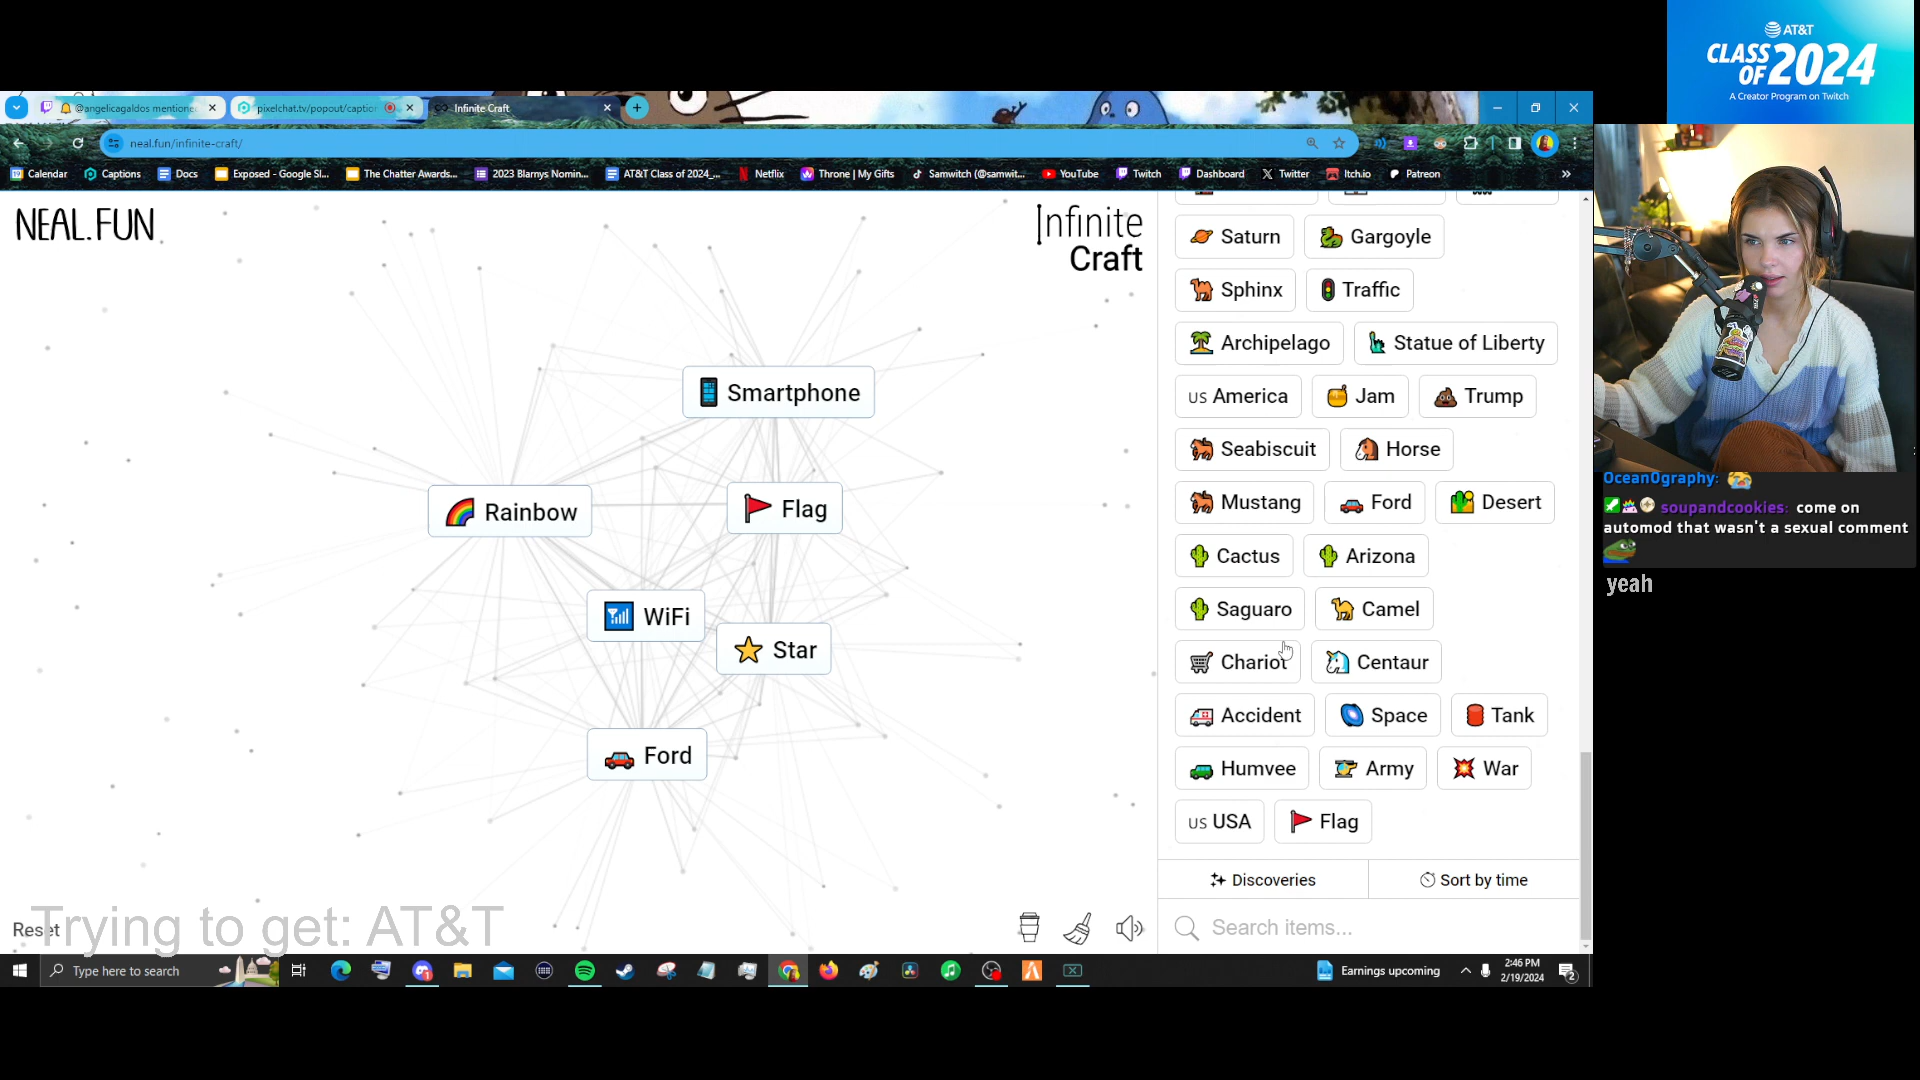 AT&T
CLASS
OF 2024
A Creator Program on Twitch
@angelicagaldos mentione
pixelchat.tv/popout/captio
Infinite Craft
neal.fun/infinite-craft/
Calendar
Captions
Docs
Exposed - Google Sl...
The Chatter Awards...
2023 Blarnys Nomin...
AT&T Class of 2024_...
Netflix
Throne | My Gifts
Samwitch (@samwit...
YouTube
Twitch
Dashboard
Twitter
Itch.io
Patreon
NEAL.FUN
Infinite
Craft
Smartphone
Rainbow
Flag
WiFi
Star
Ford
Saturn
Gargoyle
Sphinx
Traffic
Archipelago
Statue of Liberty
US America
Jam
Trump
Seabiscuit
Horse
Mustang
Ford
Desert
Cactus
Arizona
Saguaro
Camel
Chariot
Centaur
Accident
Space
Tank
Humvee
Army
War
US USA
Flag
Discoveries
Sort by time
Search items...
Reset
Trying to get: AT&T
OceanOgraphy:
soupandcookies: come on
automod that wasn't a sexual comment
yeah
Type here to search
Earnings upcoming
2:46 PM
2/19/2024
2